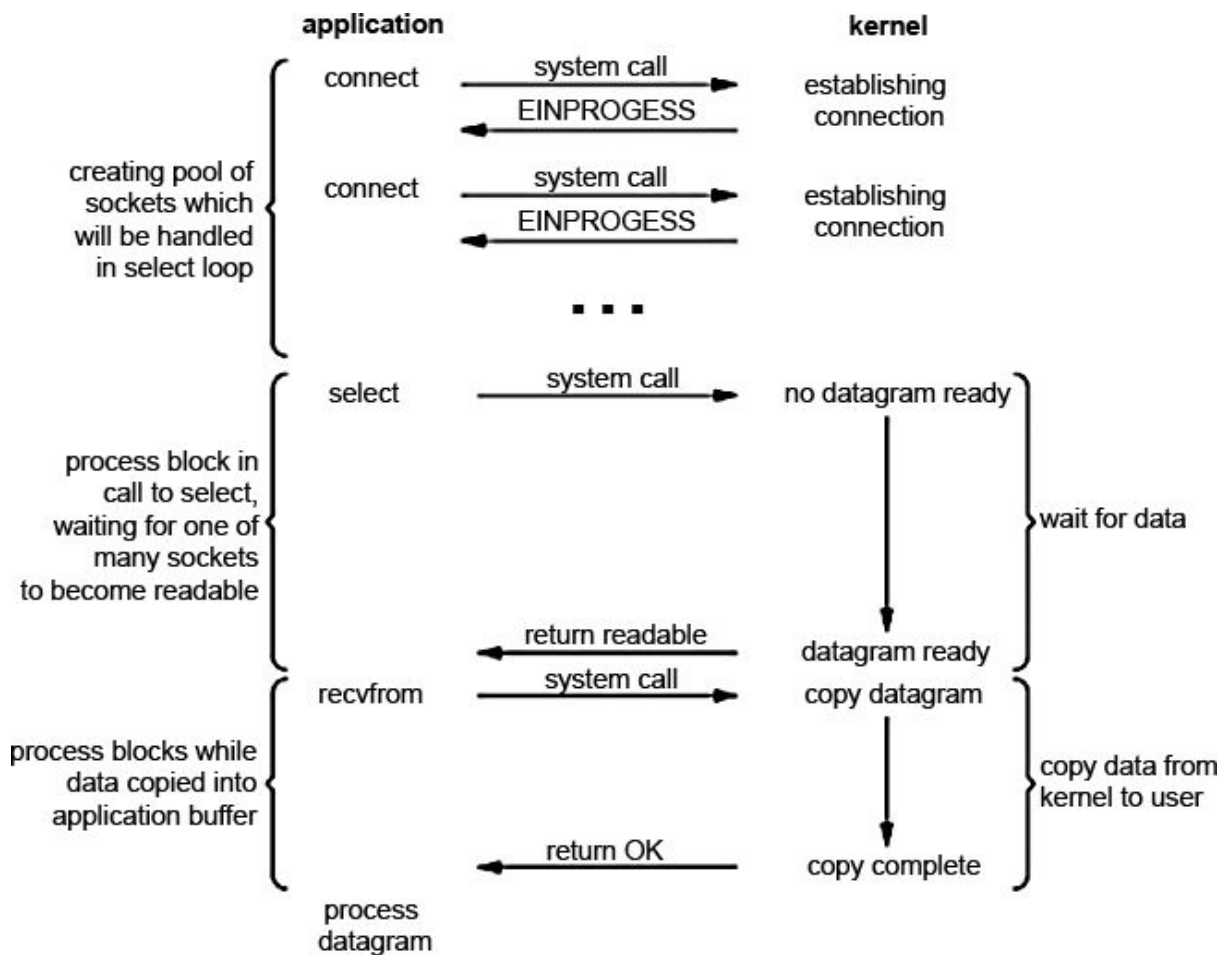 application
kernel
connect
system call
EINPROGESS
establishing
connection
creating pool of
sockets which
will be handled
in select loop
connect
system call
EINPROGESS
establishing
connection
...
select
system call
no datagram ready
process block in
call to select,
waiting for one of
many sockets
to become readable
wait for data
return readable
datagram ready
recvfrom
system call
copy datagram
process blocks while
data copied into
application buffer
copy data from
kernel to user
return OK
copy complete
process
datagram